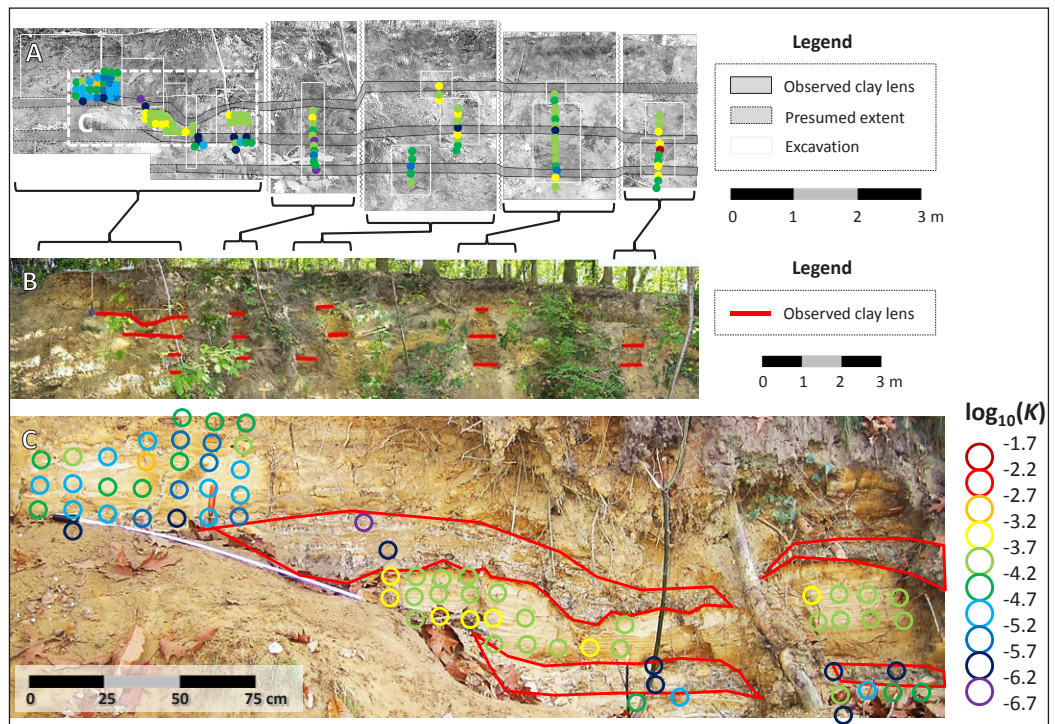 A
C
Legend
Observed clay lens
Presumed extent
Excavation
0 1 2 3 m
B
Legend
Observed clay lens
0 1 2 3 m
C
log10(K)
-1.7
-2.2
-2.7
-3.2
-3.7
-4.2
-4.7
-5.2
-5.7
-6.2
-6.7
0 25 50 75 cm